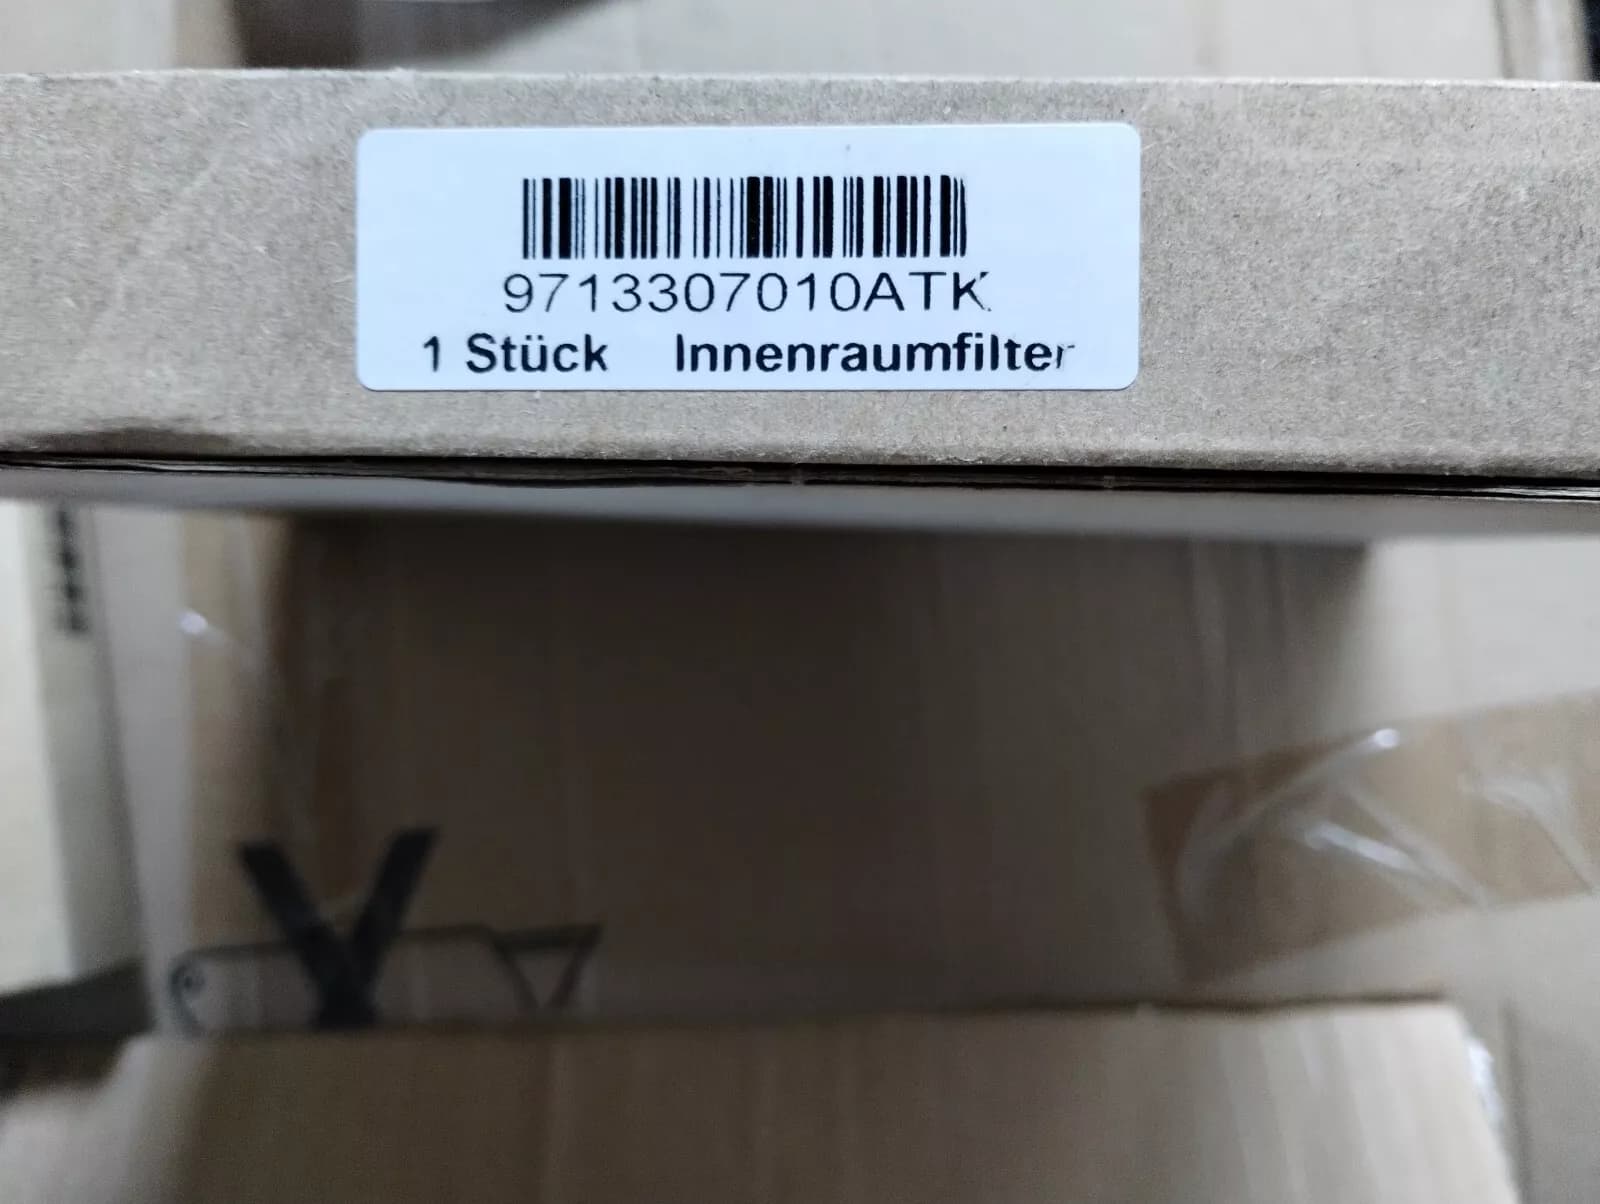 9713307010ATK
1 Stück Innenraumfilter